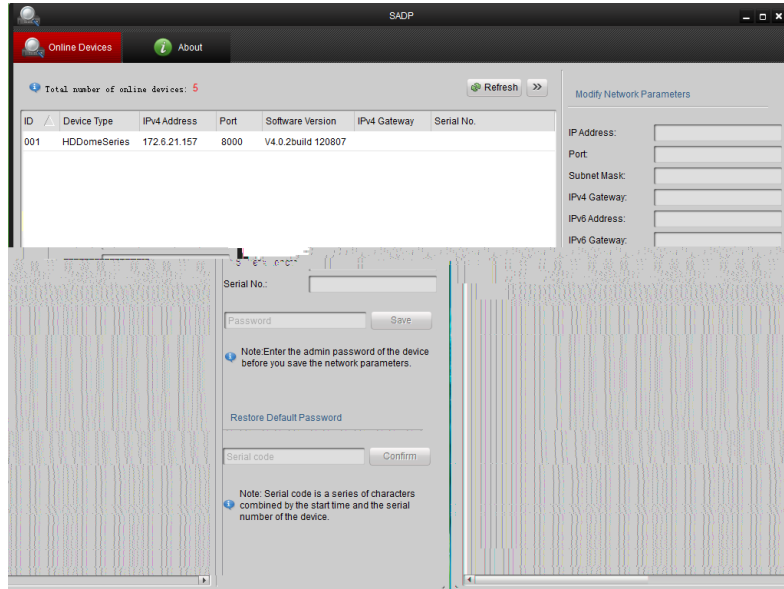 SADP
Online Devices
About
Total number of online devices: 5
Refresh
ID Device Type IPv4 Address Port Software Version IPv4 Gateway Serial No.
001 HDDomeSeries 172.6.21.157 8000 V4.0.2build 120807
Modify Network Parameters
IP Address:
Port:
Subnet Mask:
IPv4 Gateway:
IPv6 Address:
IPv6 Gateway:
Serial No.:
Password
Save
Note:Enter the admin password of the device
before you save the network parameters.
Restore Default Password
Serial code
Confirm
Note: Serial code is a series of characters
combined by the start time and the serial
number of the device.